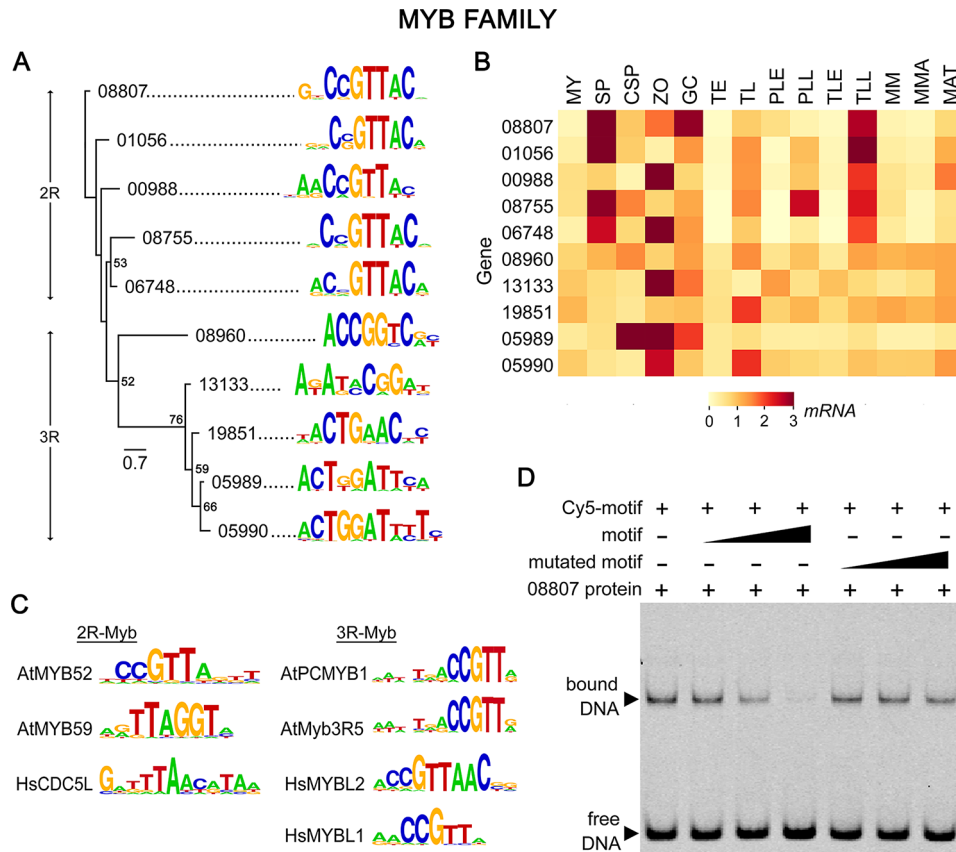 MYB FAMILY
A
08807
01056
00988
08755
06748
08960
13133
19851
05989
05990
2R
3R
53
52
76
59
66
0.7
B
MY SP CSP ZO GC TE TL PLE PLL TLE TLL MM MMA MAT
Gene
08807
01056
00988
08755
06748
08960
13133
19851
05989
05990
0 1 2 3 mRNA
C
2R-Myb
AtMYB52
AtMYB59
HsCDC5L
3R-Myb
AtPCMYB1
AtMyb3R5
HsMYBL2
HsMYBL1
D
Cy5-motif + + + + + + +
motif – – – –
mutated motif – – – –
08807 protein + + + + + + +
bound
DNA
free
DNA